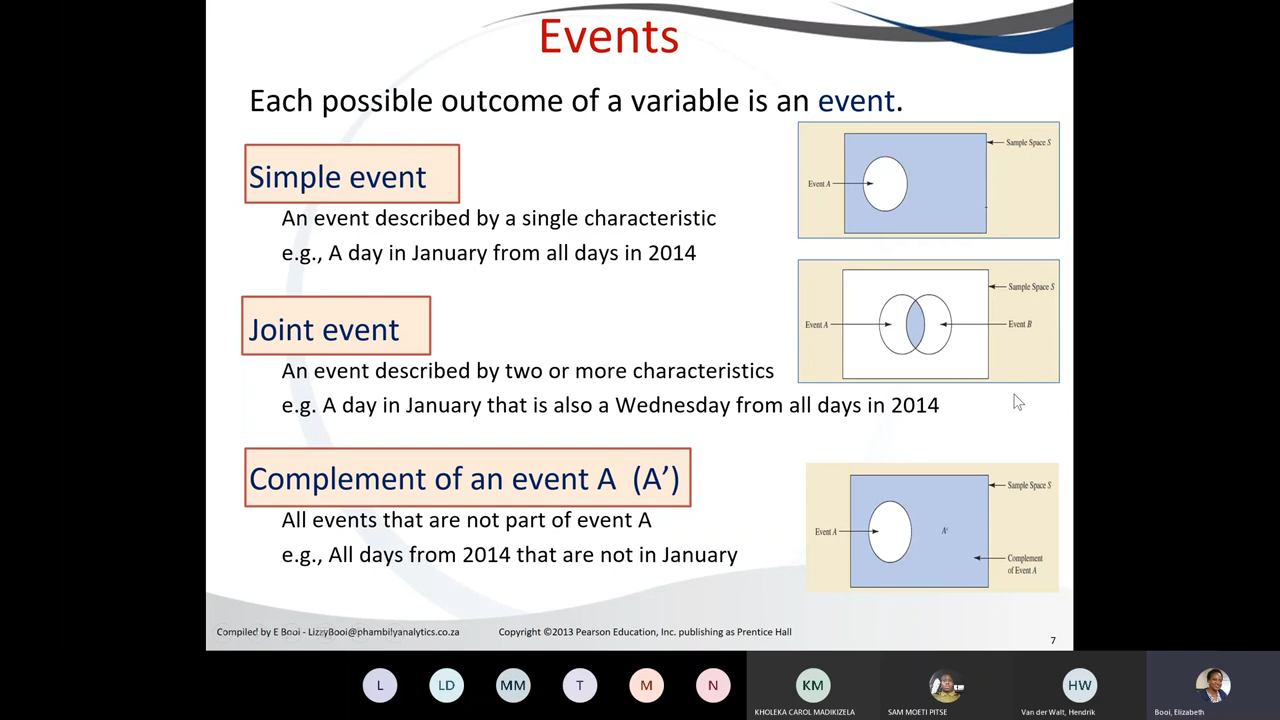 Events
Each possible outcome of a variable is an event.
Simple event
An event described by a single characteristic
e.g., A day in January from all days in 2014
Sample Space S
Event A
Joint event
An event described by two or more characteristics
e.g. A day in January that is also a Wednesday from all days in 2014
Sample Space S
Event A
Event B
Complement of an event A (A’)
All events that are not part of event A
e.g., All days from 2014 that are not in January
Sample Space S
Event A
Aᶜ
Complement
of Event A
Compiled by E Booi - LizzyBooi@phambilyanalytics.co.za
Copyright ©2013 Pearson Education, Inc. publishing as Prentice Hall
7
L
LD
MM
T
M
N
KM
HW
KHOLEKA CAROL MADIKIZELA
SAM MOETI PITSE
Van der Walt, Hendrik
Booi, Elizabeth